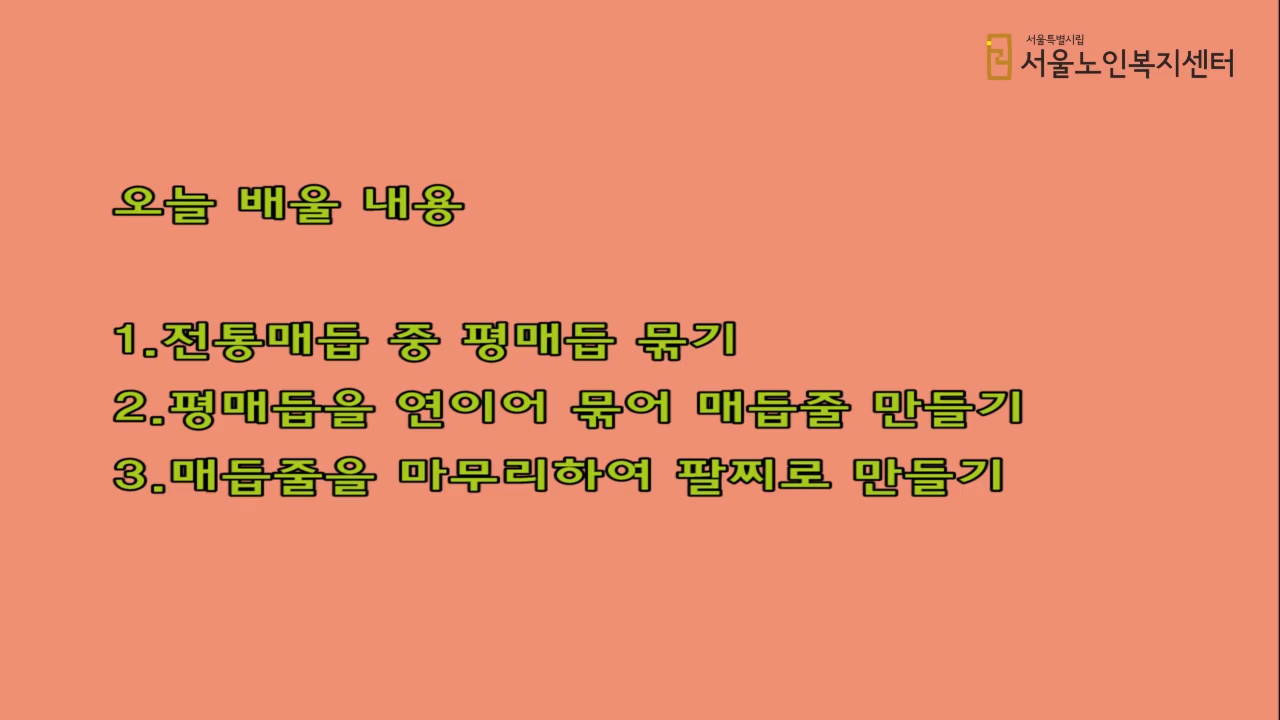 서울특별시립
서울노인복지센터
오늘 배울 내용
1.전통매듭 중 평매듭 묶기
2.평매듭을 연이어 묶어 매듭줄 만들기
3.매듭줄을 마무리하여 팔찌로 만들기